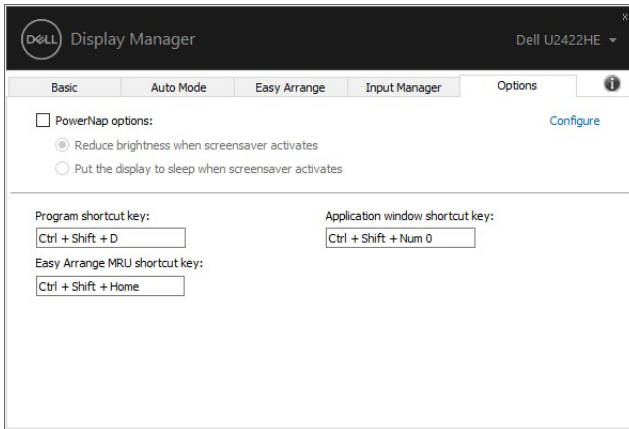 x
DELL Display Manager Dell U2422HE
Basic Auto Mode Easy Arrange Input Manager Options i
PowerNap options: Configure
Reduce brightness when screensaver activates
Put the display to sleep when screensaver activates
Program shortcut key: Application window shortcut key:
Ctrl + Shift + D Ctrl + Shift + Num 0
Easy Arrange MRU shortcut key:
Ctrl + Shift + Home